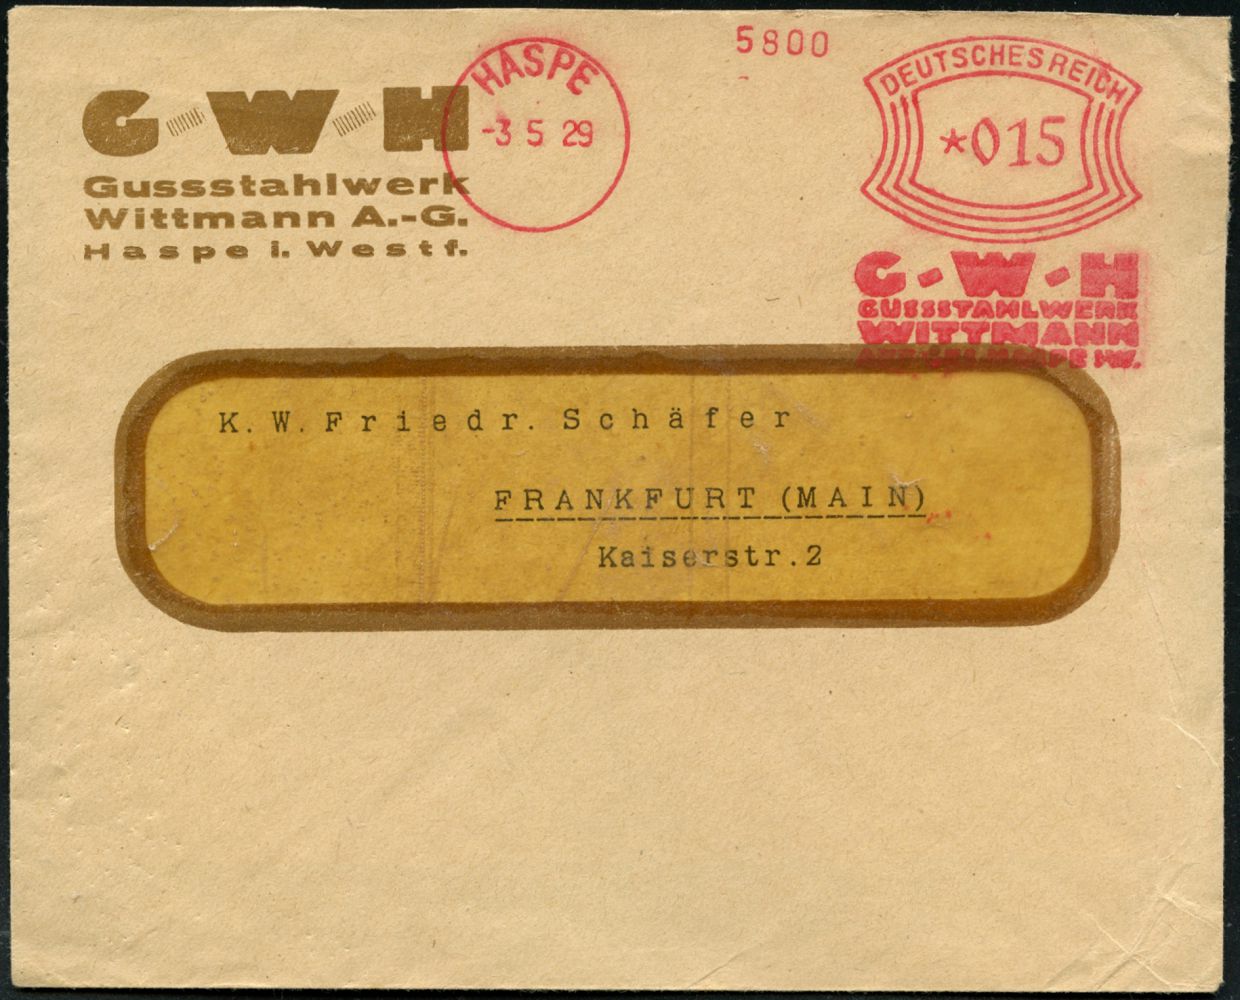 G-W-H
Gussstahlwerk
Wittmann A.-G.
Haspe i. Westf.
HASPE
-3 5 29
5800
DEUTSCHES REICH
*015
G-W-H
GUSSSTAHLWERK
WITTMANN
HASPE i/W.
K. W. Friedr. Schäfer
FRANKFURT (MAIN)
Kaiserstr.2